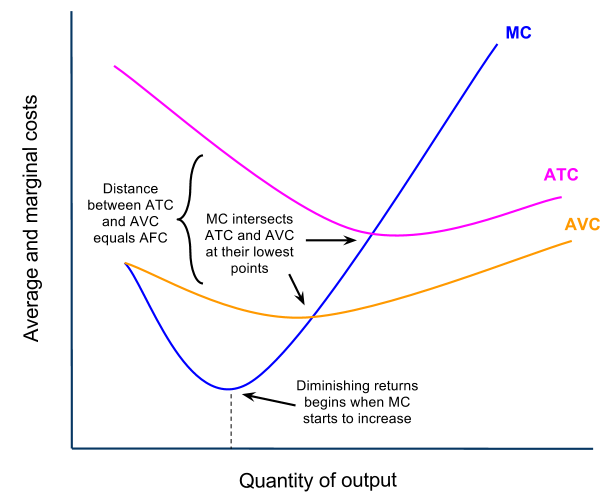 MC
ATC
AVC
Distance
between ATC
and AVC
equals AFC
MC intersects
ATC and AVC
at their lowest
points
Diminishing returns
begins when MC
starts to increase
Average and marginal costs
Quantity of output